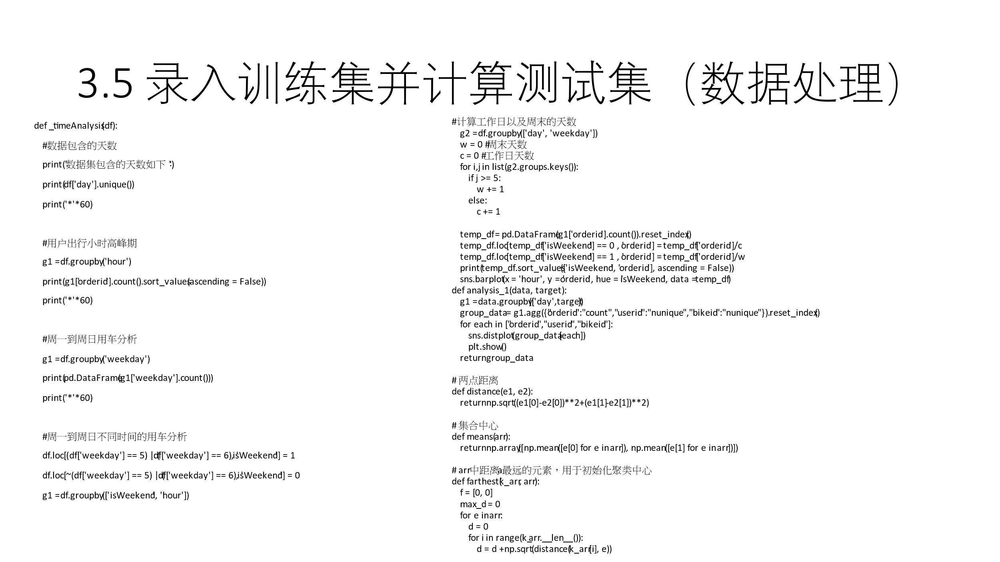 3.5 录入训练集并计算测试集（数据处理）
def _timeAnalysis(df):
#数据包含的天数
print('数据集包含的天数如下:')
print(df['day'].unique())
print('*'*60)
#用户出行小时高峰期
g1 = df.groupby('hour')
print(g1['orderid'].count().sort_values(ascending = False))
print('*'*60)
#周一到周日用车分析
g1 = df.groupby('weekday')
print(pd.DataFrame(g1['weekday'].count()))
print('*'*60)
#周一到周日不同时间的用车分析
df.loc[(df['weekday'] == 5) | (df['weekday'] == 6),'isWeekend'] = 1
df.loc[~(df['weekday'] == 5) | (df['weekday'] == 6),'isWeekend'] = 0
g1 = df.groupby(['isWeekend', 'hour'])
#计算工作日以及周末的天数
g2 = df.groupby(['day', 'weekday'])
w = 0 #周末天数
c = 0 #工作日天数
for i,j in list(g2.groups.keys()):
if j >= 5:
w += 1
else:
c += 1
temp_df = pd.DataFrame(g1['orderid'].count()).reset_index()
temp_df.loc[temp_df['isWeekend'] == 0 , 'orderid'] = temp_df['orderid']/c
temp_df.loc[temp_df['isWeekend'] == 1 , 'orderid'] = temp_df['orderid']/w
print(temp_df.sort_values(['isWeekend', 'orderid'], ascending = False))
sns.barplot(x = 'hour', y = 'orderid', hue = 'isWeekend', data = temp_df)
def analysis_1(data, target):
g1 = data.groupby(['day',target])
group_data = g1.agg({"orderid":"count","userid":"nunique","bikeid":"nunique"}).reset_index()
for each in ["orderid","userid","bikeid"]:
sns.distplot(group_data[each])
plt.show()
return group_data
# 两点距离
def distance(e1, e2):
return np.sqrt((e1[0]-e2[0])**2+(e1[1]-e2[1])**2)
# 集合中心
def means(arr):
return np.array([np.mean([e[0] for e in arr]), np.mean([e[1] for e in arr])])
# arr中距离a最远的元素，用于初始化聚类中心
def farthest(k_arr, arr):
f = [0, 0]
max_d = 0
for e in arr:
d = 0
for i in range(k_arr.__len__()):
d = d + np.sqrt(distance(k_arr[i], e))